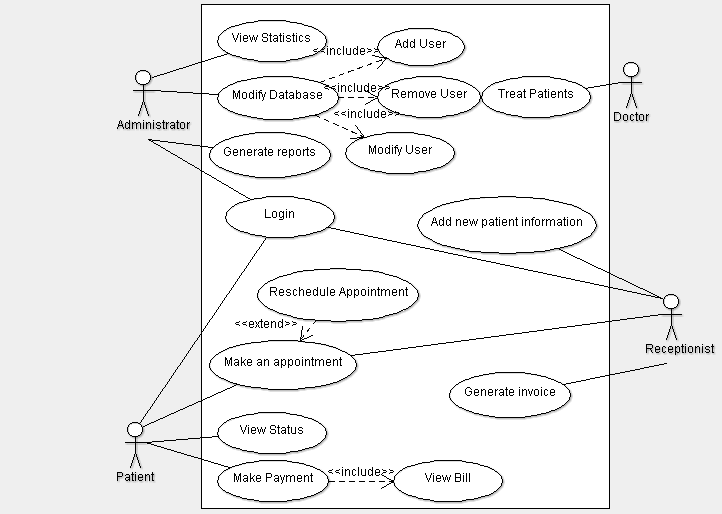 View Statistics
<<include>>
Add User
Modify Database
<<include>>
Remove User
Treat Patients
Administrator
<<include>>
Doctor
Generate reports
Modify User
Login
Add new patient information
Reschedule Appointment
<<extend>>
Receptionist
Make an appointment
Generate invoice
View Status
Patient
Make Payment
<<include>>
View Bill